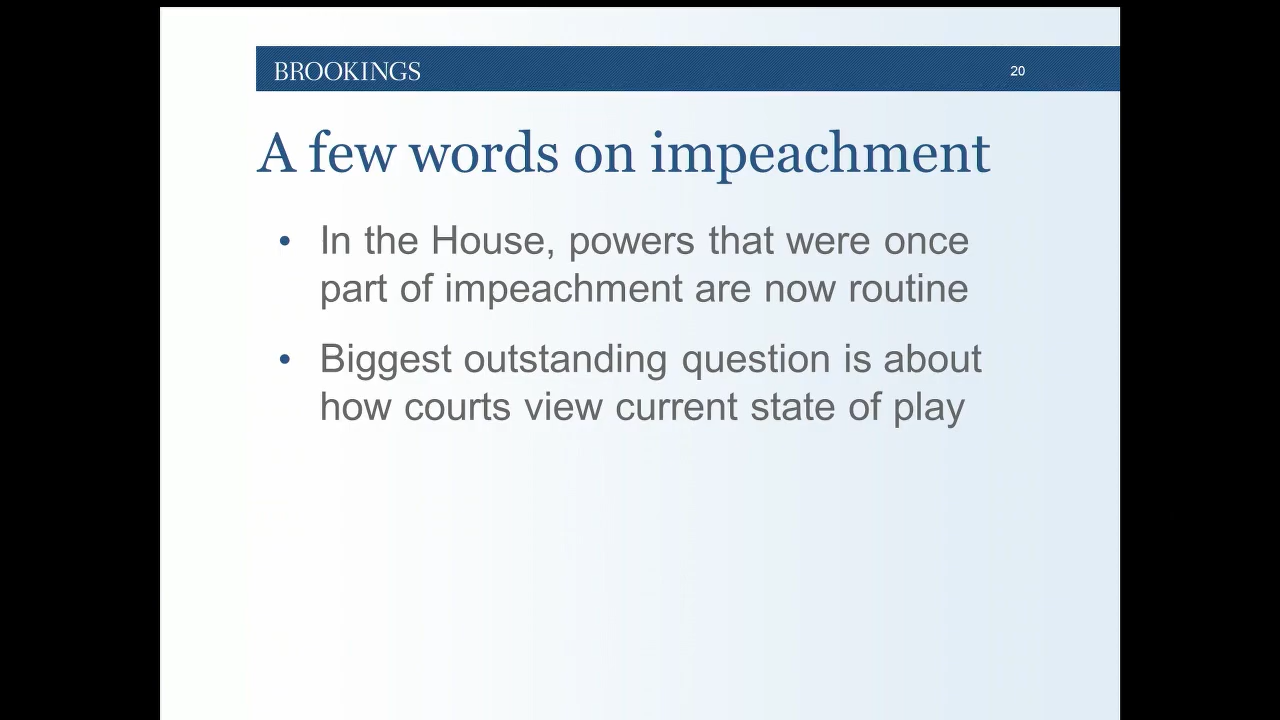 BROOKINGS
20
A few words on impeachment
• In the House, powers that were once
part of impeachment are now routine
• Biggest outstanding question is about
how courts view current state of play